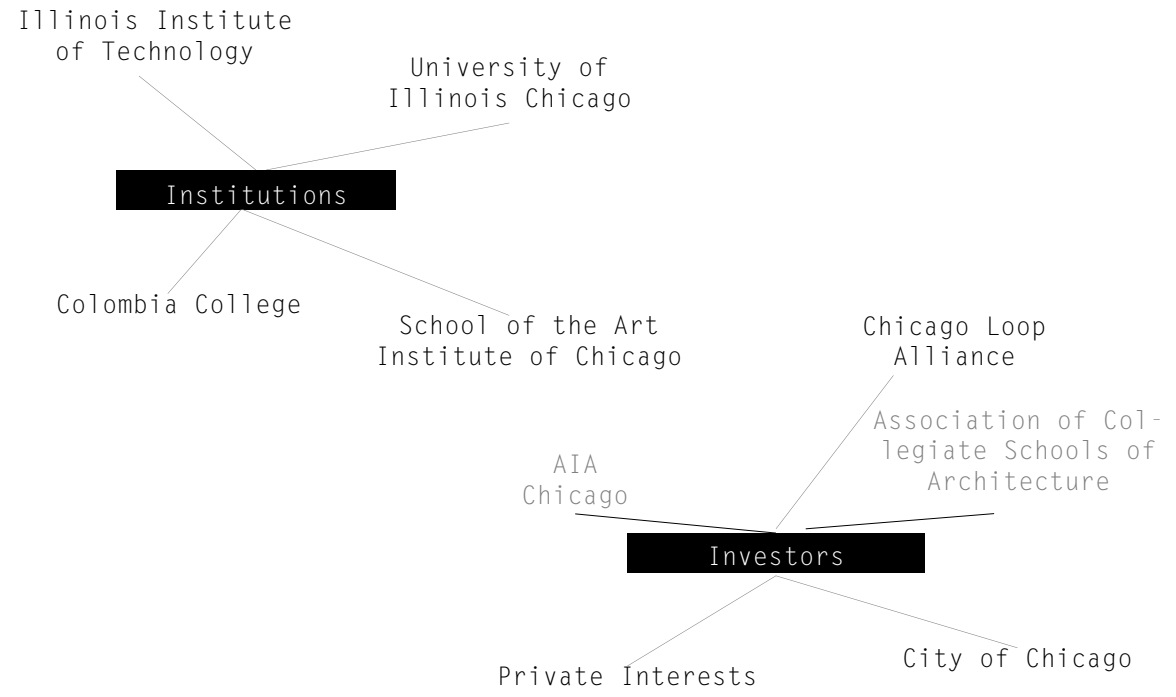 Illinois Institute
of Technology
University of
Illinois Chicago
Institutions
Colombia College
School of the Art
Institute of Chicago
Chicago Loop
Alliance
Association of Col-
legiate Schools of
Architecture
AIA
Chicago
Investors
Private Interests
City of Chicago